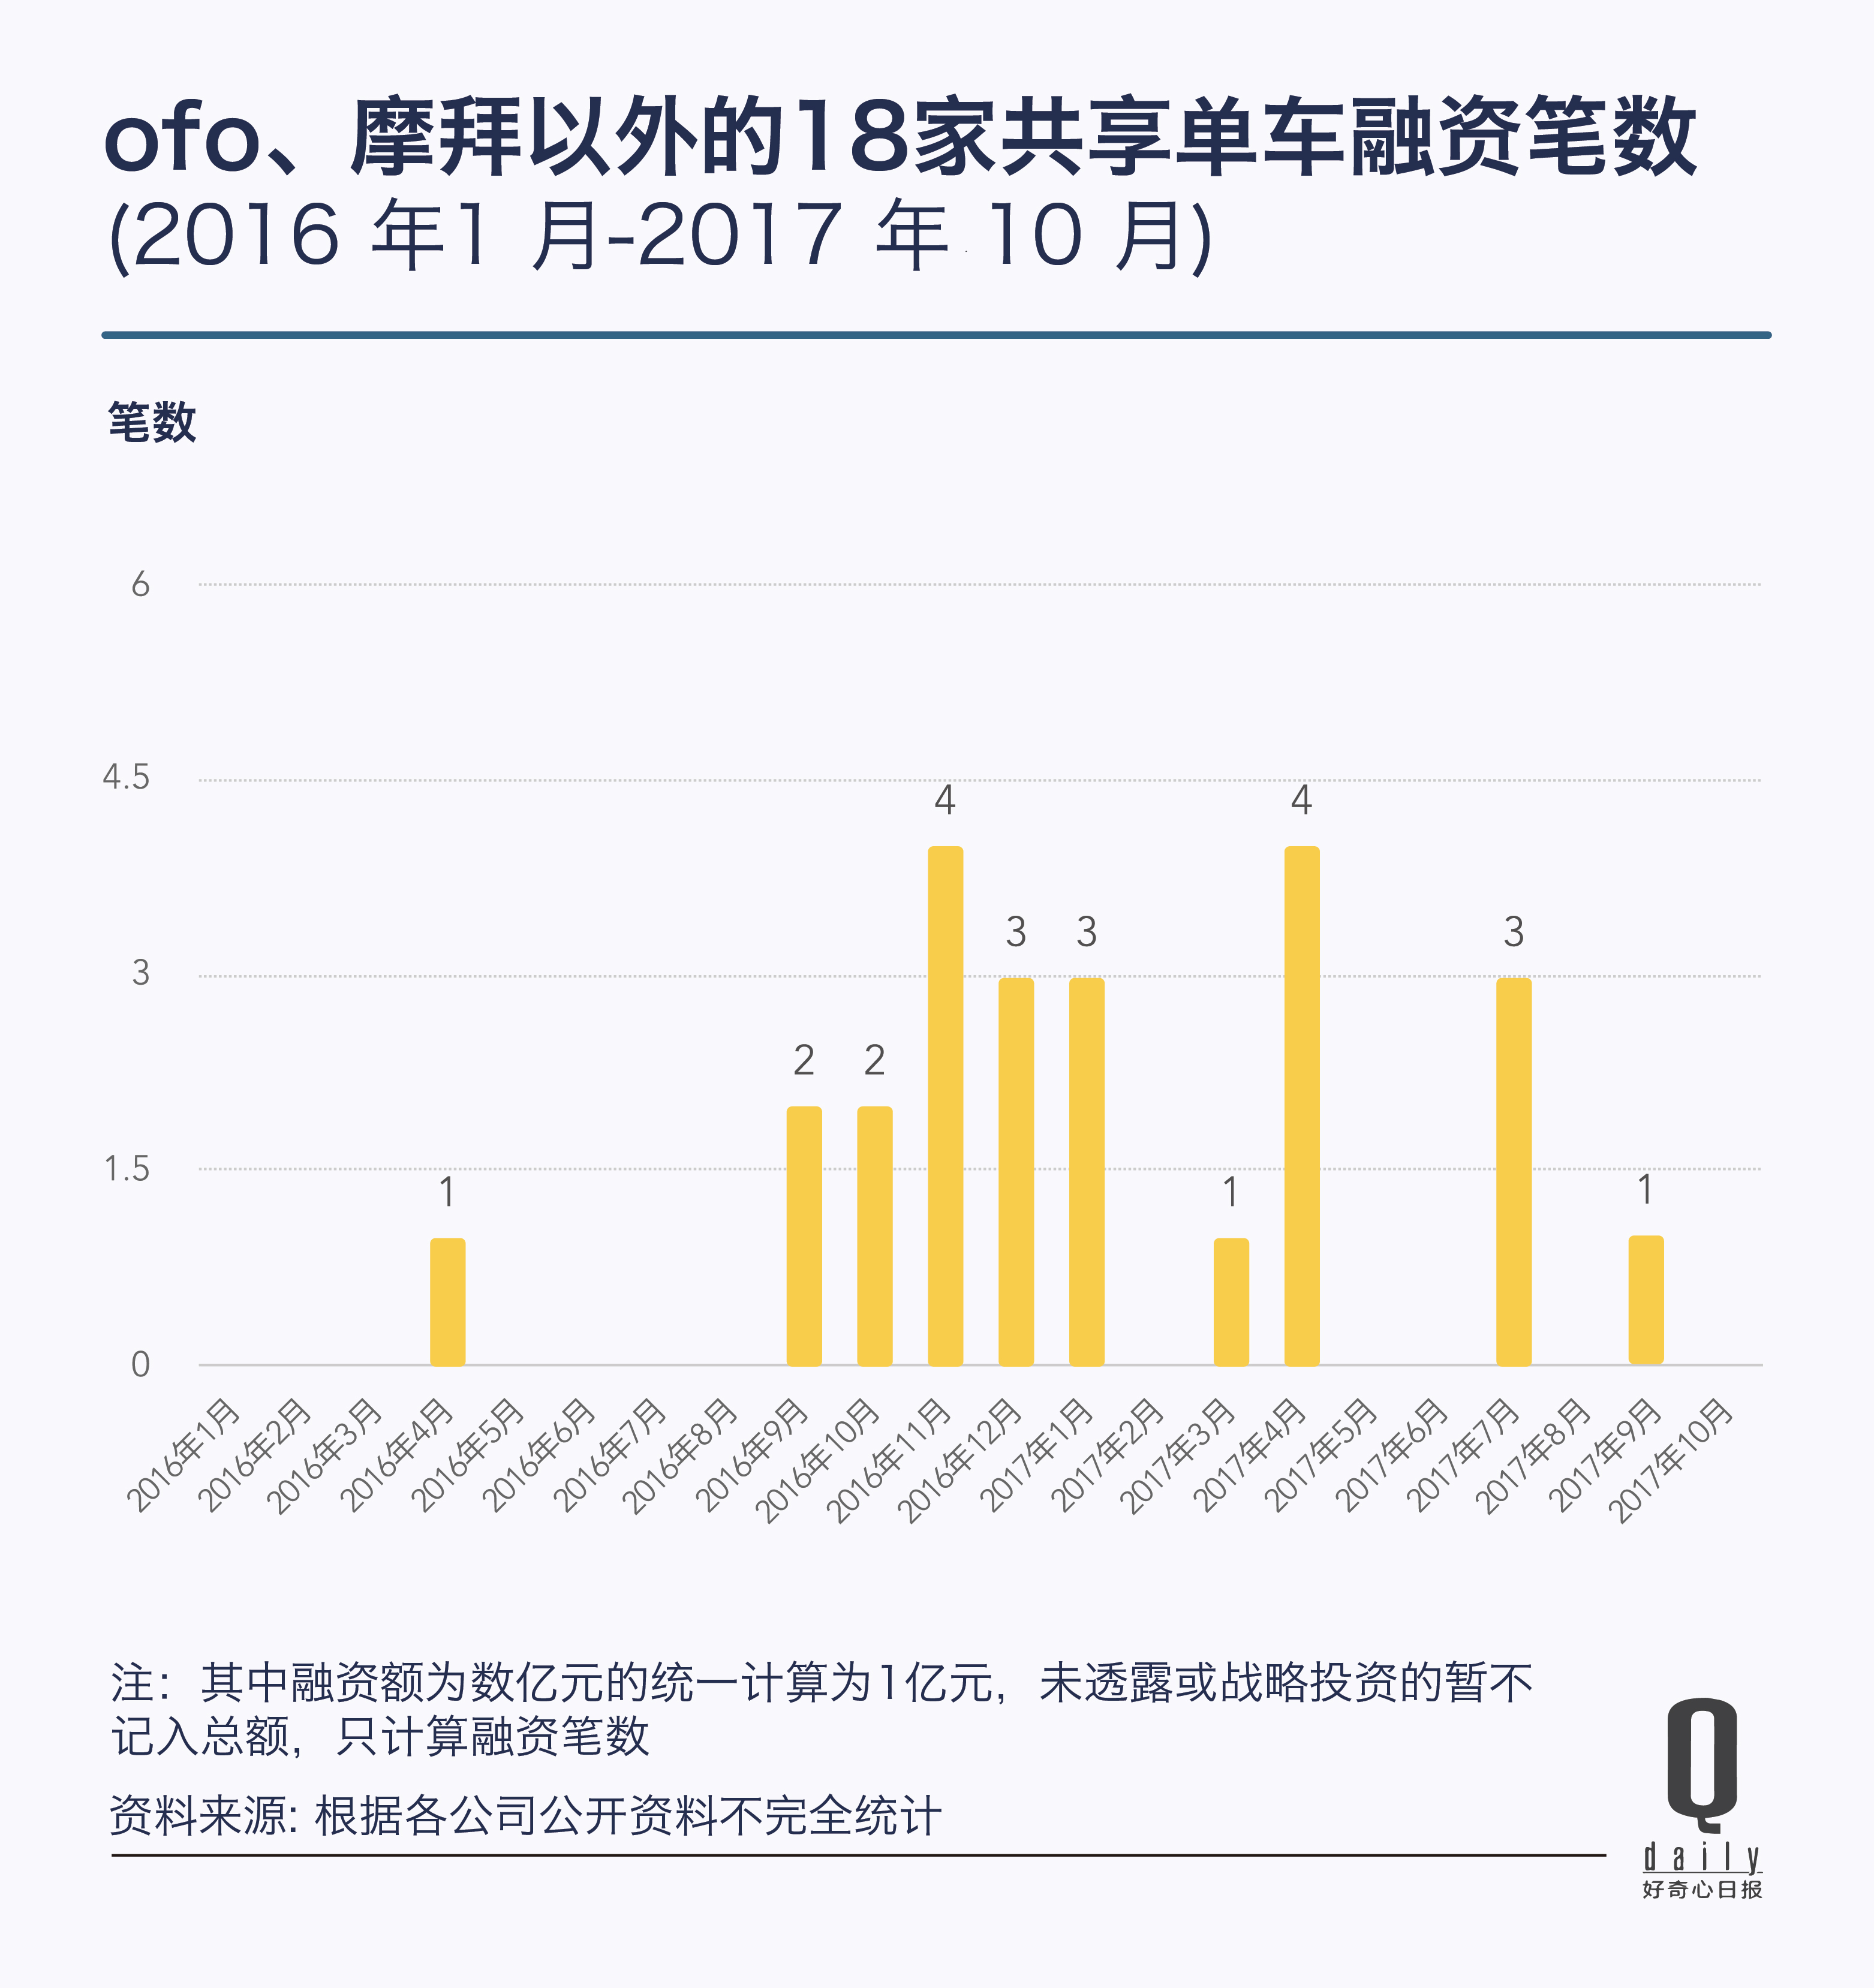 ofo、摩拜以外的18家共享单车融资笔数
(2016 年1 月-2017 年 10 月)
笔数
6
4.5
3
1.5
0
1
2
2
4
3
3
1
4
3
1
2016年1月
2016年2月
2016年3月
2016年4月
2016年5月
2016年6月
2016年7月
2016年8月
2016年9月
2016年10月
2016年11月
2016年12月
2017年1月
2017年2月
2017年3月
2017年4月
2017年5月
2017年6月
2017年7月
2017年8月
2017年9月
2017年10月
注：其中融资额为数亿元的统一计算为1亿元，未透露或战略投资的暂不
记入总额，只计算融资笔数
资料来源: 根据各公司公开资料不完全统计
Q
daily
好奇心日报